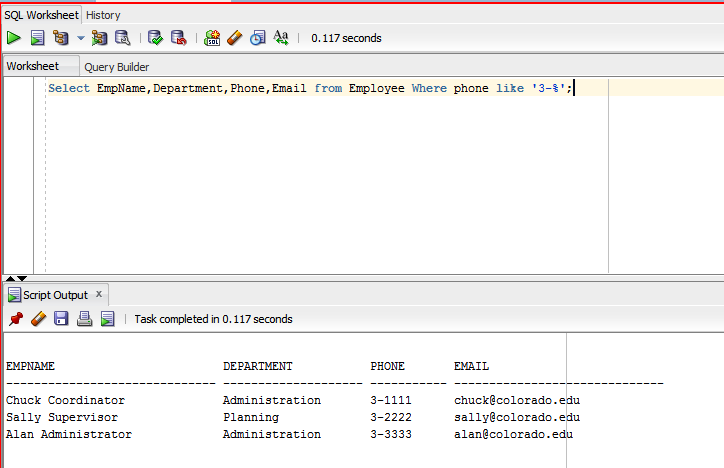 SQL Worksheet History
0.117 seconds
Worksheet Query Builder
Select EmpName,Department,Phone,Email from Employee Where phone like '3-%';
Script Output x
Task completed in 0.117 seconds
EMPNAME DEPARTMENT PHONE EMAIL
------------------------------ -------------------- ----------- ------------------------------
Chuck Coordinator Administration 3-1111 chuck@colorado.edu
Sally Supervisor Planning 3-2222 sally@colorado.edu
Alan Administrator Administration 3-3333 alan@colorado.edu